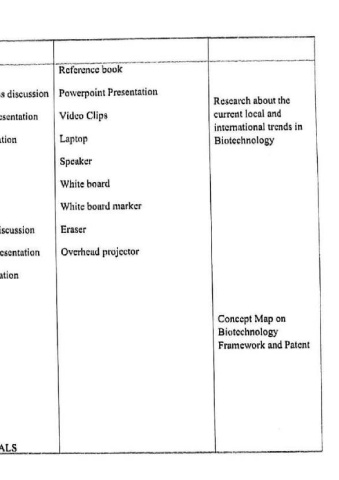 Reference book
s discussion
Powerpoint Presentation
esentation
Video Clips
ation
Laptop
Speaker
White board
White board marker
iscussion
Eraser
esentation
Overhead projector
ation
Research about the
current local and
international trends in
Biotechnology
Concept Map on
Biotechnology
Framework and Patent
ALS